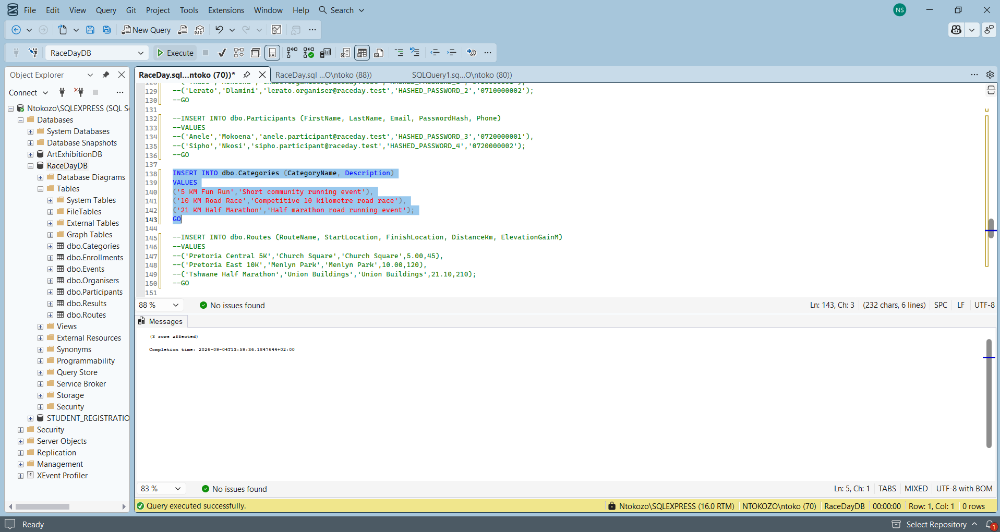 File Edit View Query Git Project Tools Extensions Window Help Search
NS
New Query
DAX
RaceDayDB
Execute
Object Explorer
Connect
Ntokozo\SQLEXPRESS (SQL Se
Databases
System Databases
Database Snapshots
ArtExhibitionDB
RaceDayDB
Database Diagrams
Tables
System Tables
FileTables
External Tables
Graph Tables
dbo.Categories
dbo.Enrollments
dbo.Events
dbo.Organisers
dbo.Participants
dbo.Results
dbo.Routes
Views
External Resources
Synonyms
Programmability
Query Store
Service Broker
Storage
Security
STUDENT_REGISTRATIO
Security
Server Objects
Replication
Management
XEvent Profiler
RaceDay.sql...ntoko (70))*
RaceDay.sql ...O\ntoko (88))
SQLQuery1.sq...O\ntoko (80))
128 --('Thabo','Mokoena','thabo.organiser@raceday.test','HASHED_PASSWORD_1','0710000001'),
129 --('Lerato','Dlamini','lerato.organiser@raceday.test','HASHED_PASSWORD_2','0710000002');
130 --GO
131
132 --INSERT INTO dbo.Participants (FirstName, LastName, Email, PasswordHash, Phone)
133 --VALUES
134 --('Anele','Mokoena','anele.participant@raceday.test','HASHED_PASSWORD_3','0720000001'),
135 --('Sipho','Nkosi','sipho.participant@raceday.test','HASHED_PASSWORD_4','0720000002');
136 --GO
137
138 INSERT INTO dbo.Categories (CategoryName, Description)
139 VALUES
140 ('5 KM Fun Run','Short community running event'),
141 ('10 KM Road Race','Competitive 10 kilometre road race'),
142 ('21 KM Half Marathon','Half marathon road running event');
143 GO
144
145 --INSERT INTO dbo.Routes (RouteName, StartLocation, FinishLocation, DistanceKm, ElevationGainM)
146 --VALUES
147 --('Pretoria Central 5K','Church Square','Church Square',5.00,45),
148 --('Pretoria East 10K','Menlyn Park','Menlyn Park',10.00,120),
149 --('Tshwane Half Marathon','Union Buildings','Union Buildings',21.10,210);
150 --GO
151
88 % No issues found Ln: 143, Ch: 3 (232 chars, 6 lines) SPC LF UTF-8
Messages
(3 rows affected)
Completion time: 2026-09-04T13:59:36.1847644+02:00
83 % No issues found Ln: 5, Ch: 1 TABS MIXED UTF-8 with BOM
Query executed successfully. Ntokozo\SQLEXPRESS (16.0 RTM) NTOKOZO\ntoko (70) RaceDayDB 00:00:00 Row: 1, Col: 1 0 rows
Ready Select Repository 1